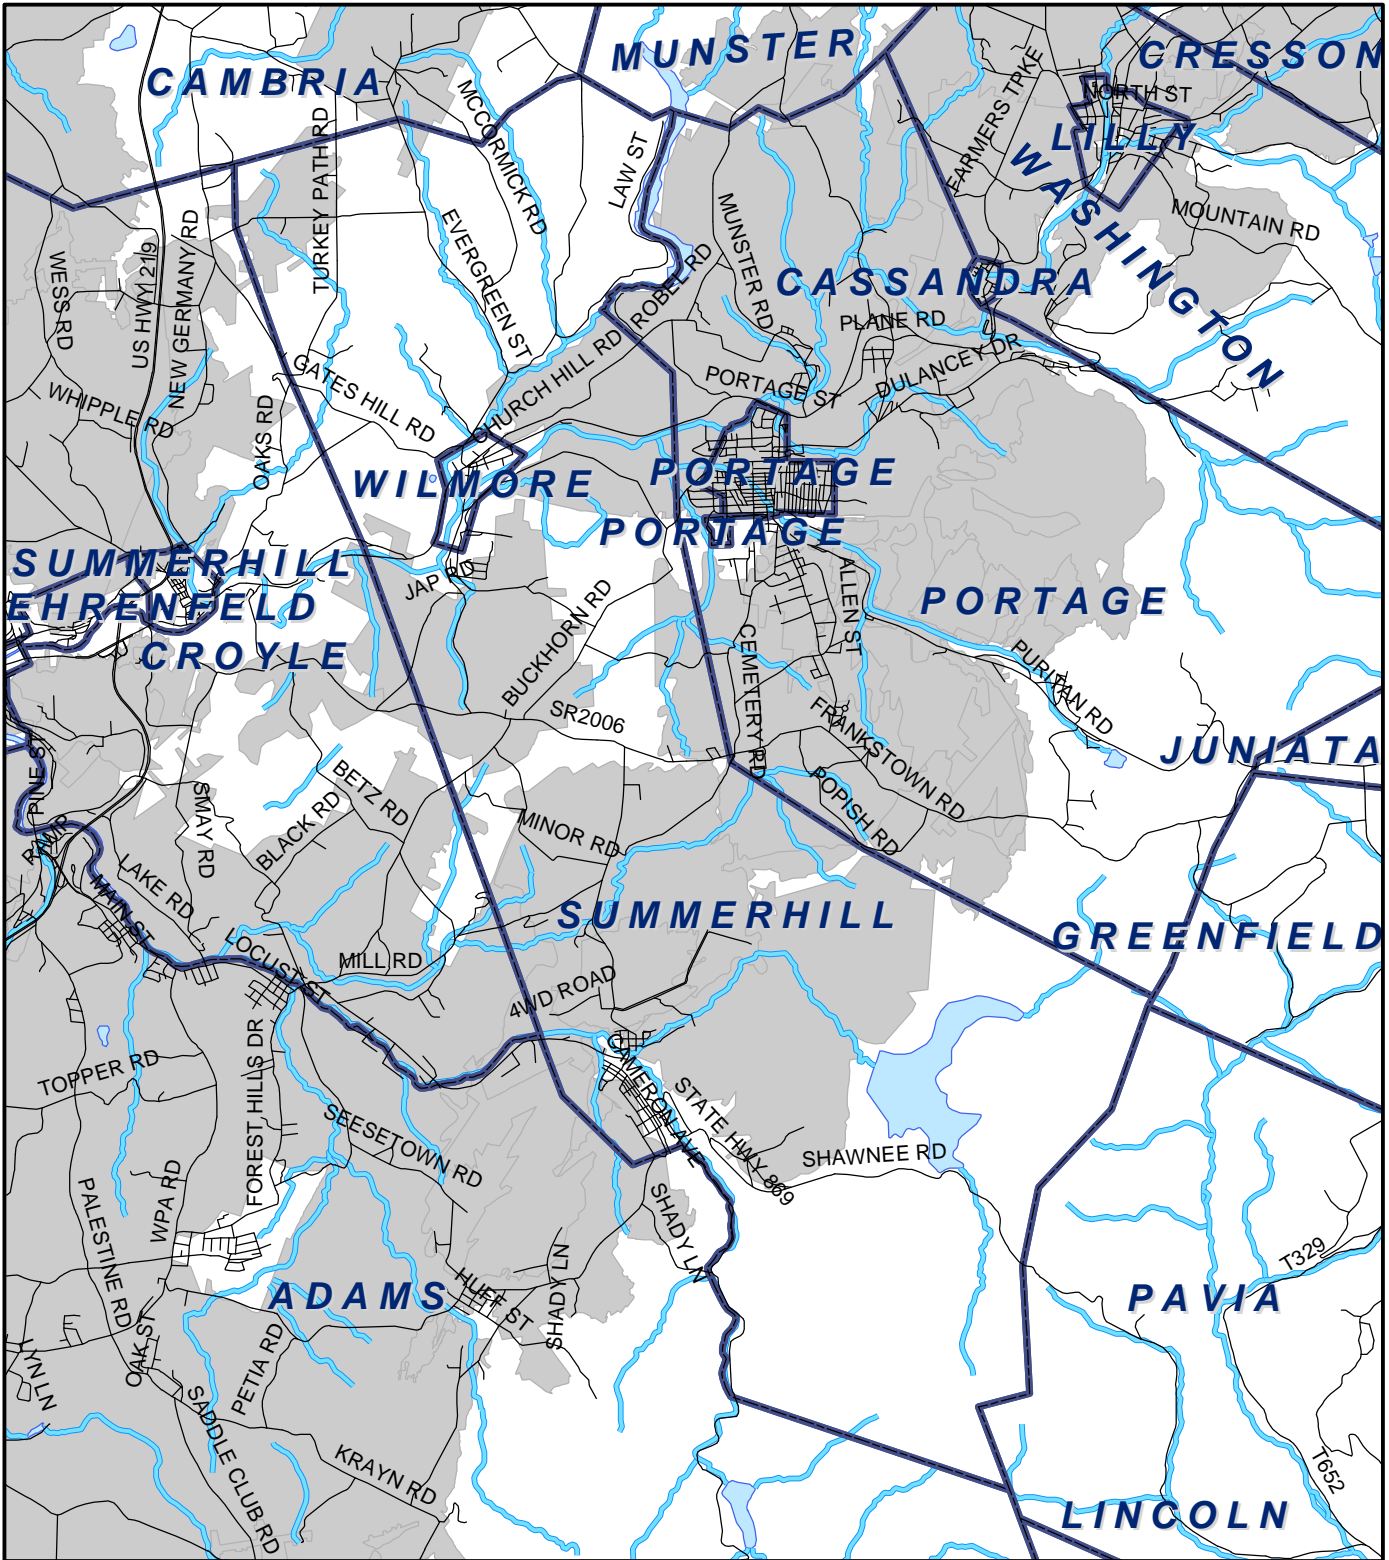 MUNSTER
CRESSON
CAMBRIA
NORTH ST
LILLY
FARMERS TPKE
MCCORMICK RD
TURKEY PATH RD
LAW ST
WASHINGTON
MOUNTAIN RD
MUNSTER RD
EVERGREEN ST
NEW GERMANY RD
US HWY 219
WESS RD
ROBEL RD
CASSANDRA
PLANE RD
CHURCH HILL RD
DULANCEY DR
PORTAGE ST
GATES HILL RD
WHIPPLE RD
OAKS RD
WILMORE
PORTAGE
PORTAGE
SUMMERHILL
JAP RD
EHRENFELD
ALLEN ST
PORTAGE
BUCKHORN RD
CROYLE
CEMETERY RD
PURITAN RD
SR2006
FRANKSTOWN RD
JUNIATA
PINE ST
BETZ RD
POPISH RD
SMAY RD
BLACK RD
MINOR RD
RAMP
LAKE RD
MAIN ST
SUMMERHILL
GREENFIELD
LOCUST ST
MILL RD
4WD ROAD
TOPPER RD
FOREST HILLS DR
CAMERON AVE
STATE HWY 869
SEESETOWN RD
SHAWNEE RD
WPA RD
PALESTINE RD
SHADY LN
T329
ADAMS
HUFF ST
SHADY LN
PAVIA
OAK ST
PETIA RD
LYN LN
SADDLE CLUB RD
KRAYN RD
T652
LINCOLN